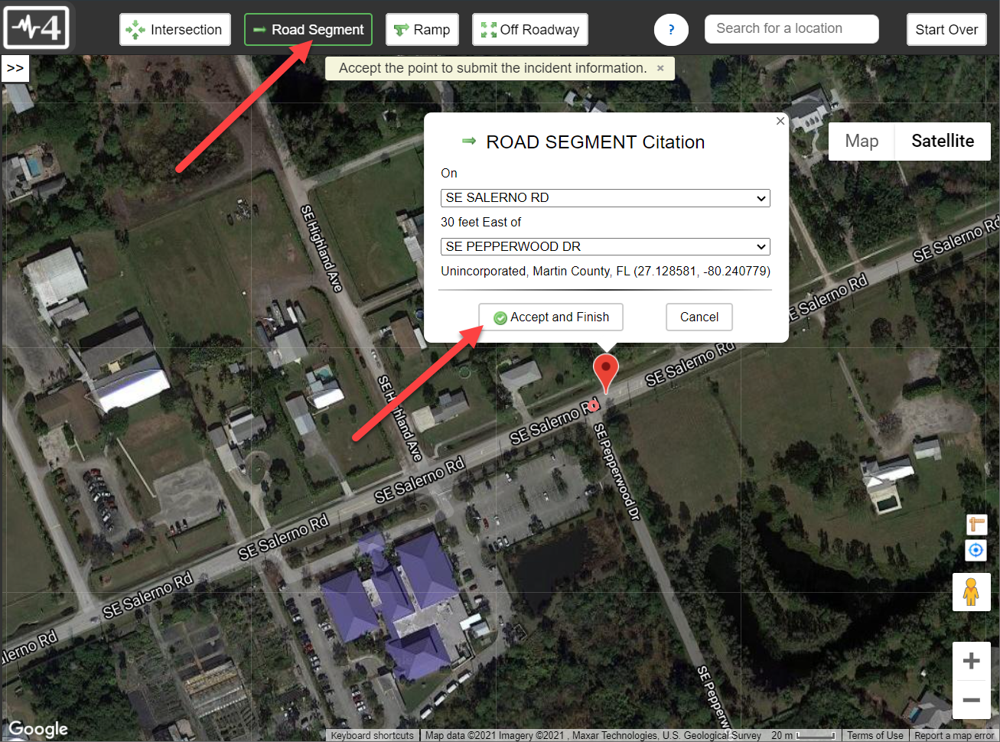 4
Intersection
Road Segment
Ramp
Off Roadway
?
Search for a location
Start Over
>>
Accept the point to submit the incident information. ×
×
ROAD SEGMENT Citation
On
SE SALERNO RD
30 feet East of
SE PEPPERWOOD DR
Unincorporated, Martin County, FL (27.128581, -80.240779)
Accept and Finish
Cancel
Map
Satellite
SE Highland Ave
SE Salerno Rd
SE Salerno Rd
SE Salerno Rd
SE Highland Ave
SE Salerno Rd
SE Pepperwood Dr
SE Salerno Rd
SE Salerno Rd
SE Salerno Rd
alerno Rd
SE Pepperw
Google
Keyboard shortcuts
Map data ©2021 Imagery ©2021 , Maxar Technologies, U.S. Geological Survey
20 m
Terms of Use
Report a map error